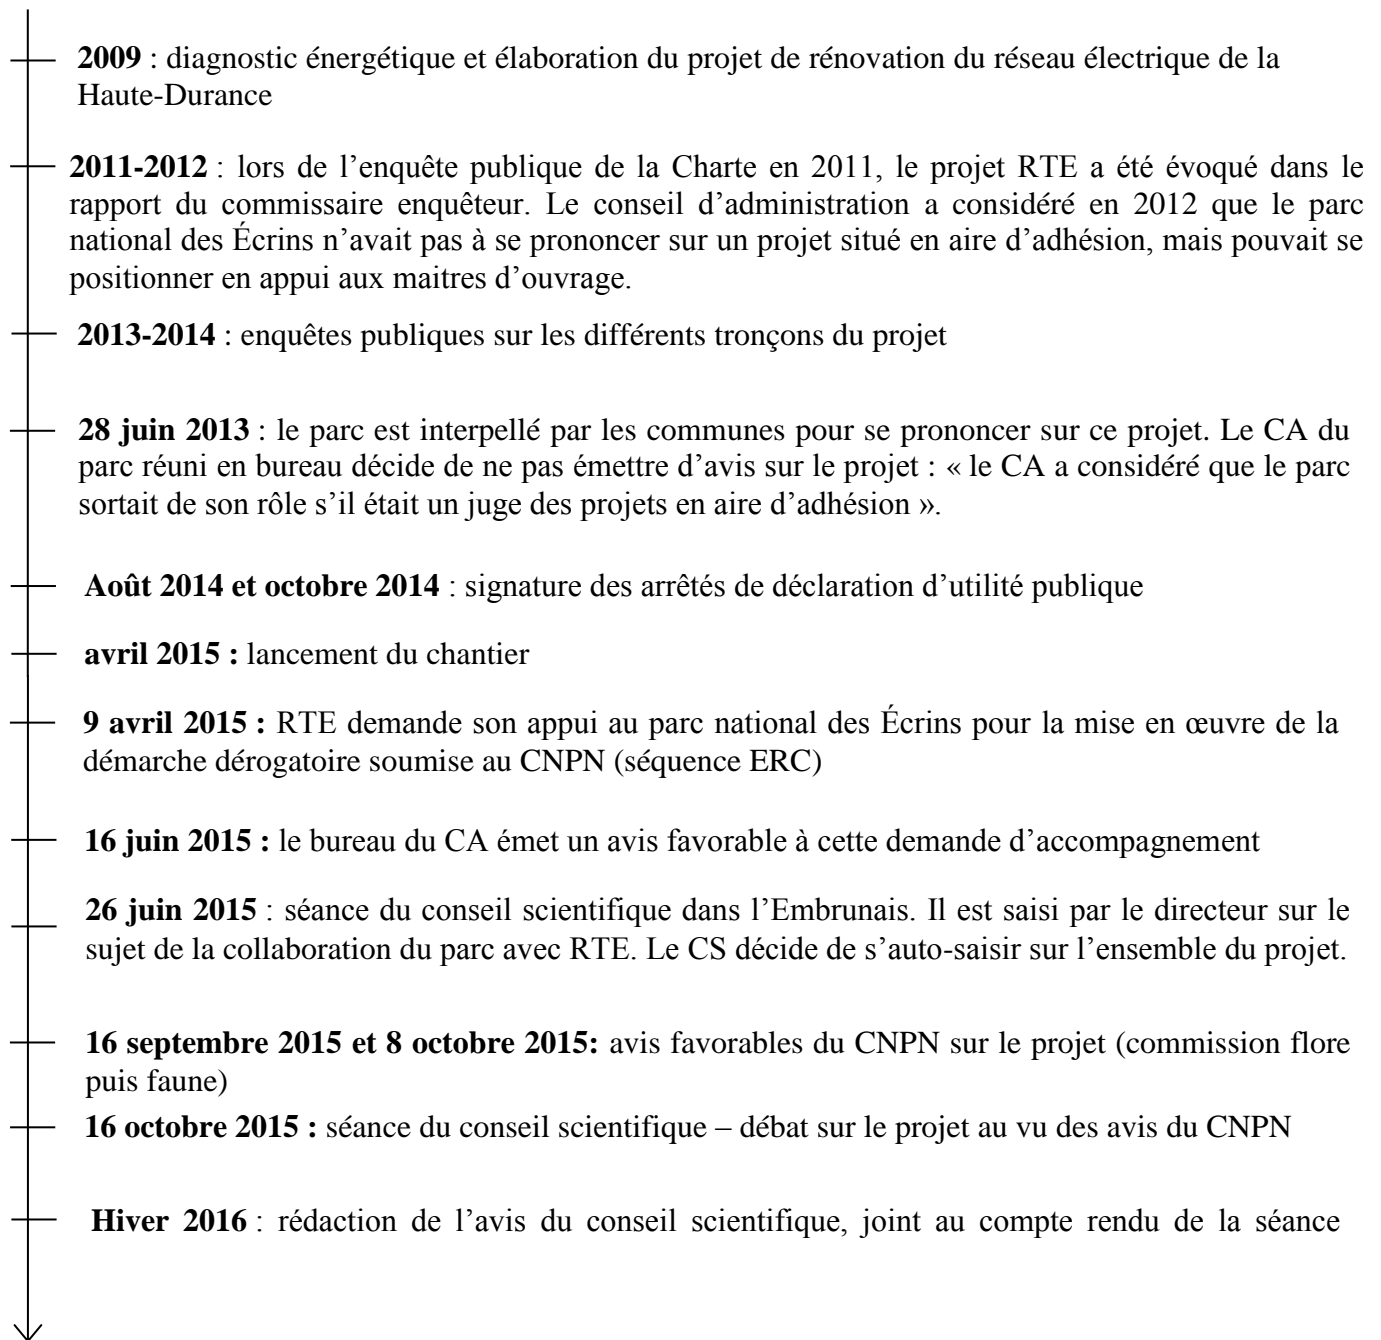 2009 : diagnostic énergétique et élaboration du projet de rénovation du réseau électrique de la
Haute-Durance
2011-2012 : lors de l’enquête publique de la Charte en 2011, le projet RTE a été évoqué dans le
rapport du commissaire enquêteur. Le conseil d’administration a considéré en 2012 que le parc
national des Écrins n’avait pas à se prononcer sur un projet situé en aire d’adhésion, mais pouvait se
positionner en appui aux maitres d’ouvrage.
2013-2014 : enquêtes publiques sur les différents tronçons du projet
28 juin 2013 : le parc est interpellé par les communes pour se prononcer sur ce projet. Le CA du
parc réuni en bureau décide de ne pas émettre d’avis sur le projet : « le CA a considéré que le parc
sortait de son rôle s’il était un juge des projets en aire d’adhésion ».
Août 2014 et octobre 2014 : signature des arrêtés de déclaration d’utilité publique
avril 2015 : lancement du chantier
9 avril 2015 : RTE demande son appui au parc national des Écrins pour la mise en œuvre de la
démarche dérogatoire soumise au CNPN (séquence ERC)
16 juin 2015 : le bureau du CA émet un avis favorable à cette demande d’accompagnement
26 juin 2015 : séance du conseil scientifique dans l’Embrunais. Il est saisi par le directeur sur le
sujet de la collaboration du parc avec RTE. Le CS décide de s’auto-saisir sur l’ensemble du projet.
16 septembre 2015 et 8 octobre 2015: avis favorables du CNPN sur le projet (commission flore
puis faune)
16 octobre 2015 : séance du conseil scientifique – débat sur le projet au vu des avis du CNPN
Hiver 2016 : rédaction de l’avis du conseil scientifique, joint au compte rendu de la séance